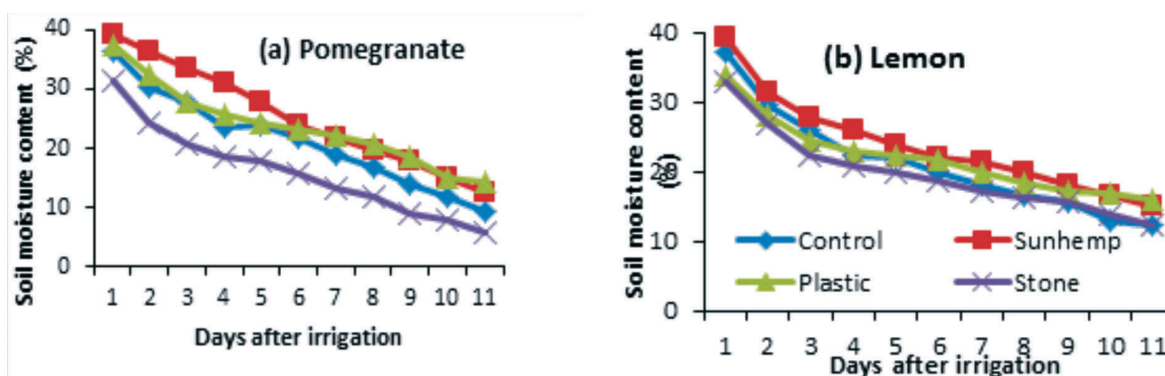 (a) Pomegranate
Soil moisture content (%)
40
30
20
10
0
1 2 3 4 5 6 7 8 9 10 11
Days after irrigation
(b) Lemon
Soil moisture content
(%)
40
30
20
10
0
Control
Sunhemp
Plastic
Stone
1 2 3 4 5 6 7 8 9 10 11
Days after irrigation